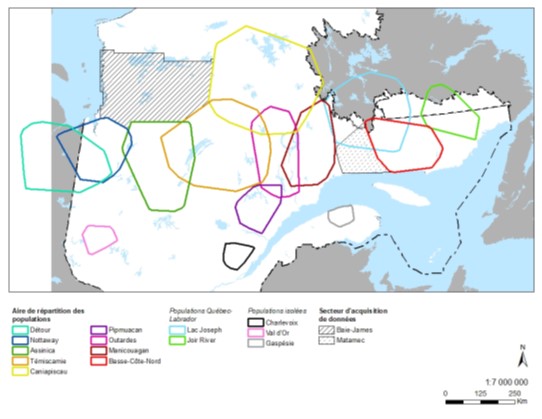 Aire de répartition des
populations
Détour
Nottaway
Assinica
Témiscamie
Caniapiscau
Pipmuacan
Outardes
Manicouagan
Basse-Côte-Nord
Populations Québec-
Labrador
Lac Joseph
Joir River
Populations isolées
Charlevoix
Val d'Or
Gaspésie
Secteur d'acquisition
de données
Baie-James
Matamec
N
1:7 000 000
0 125 250
Km